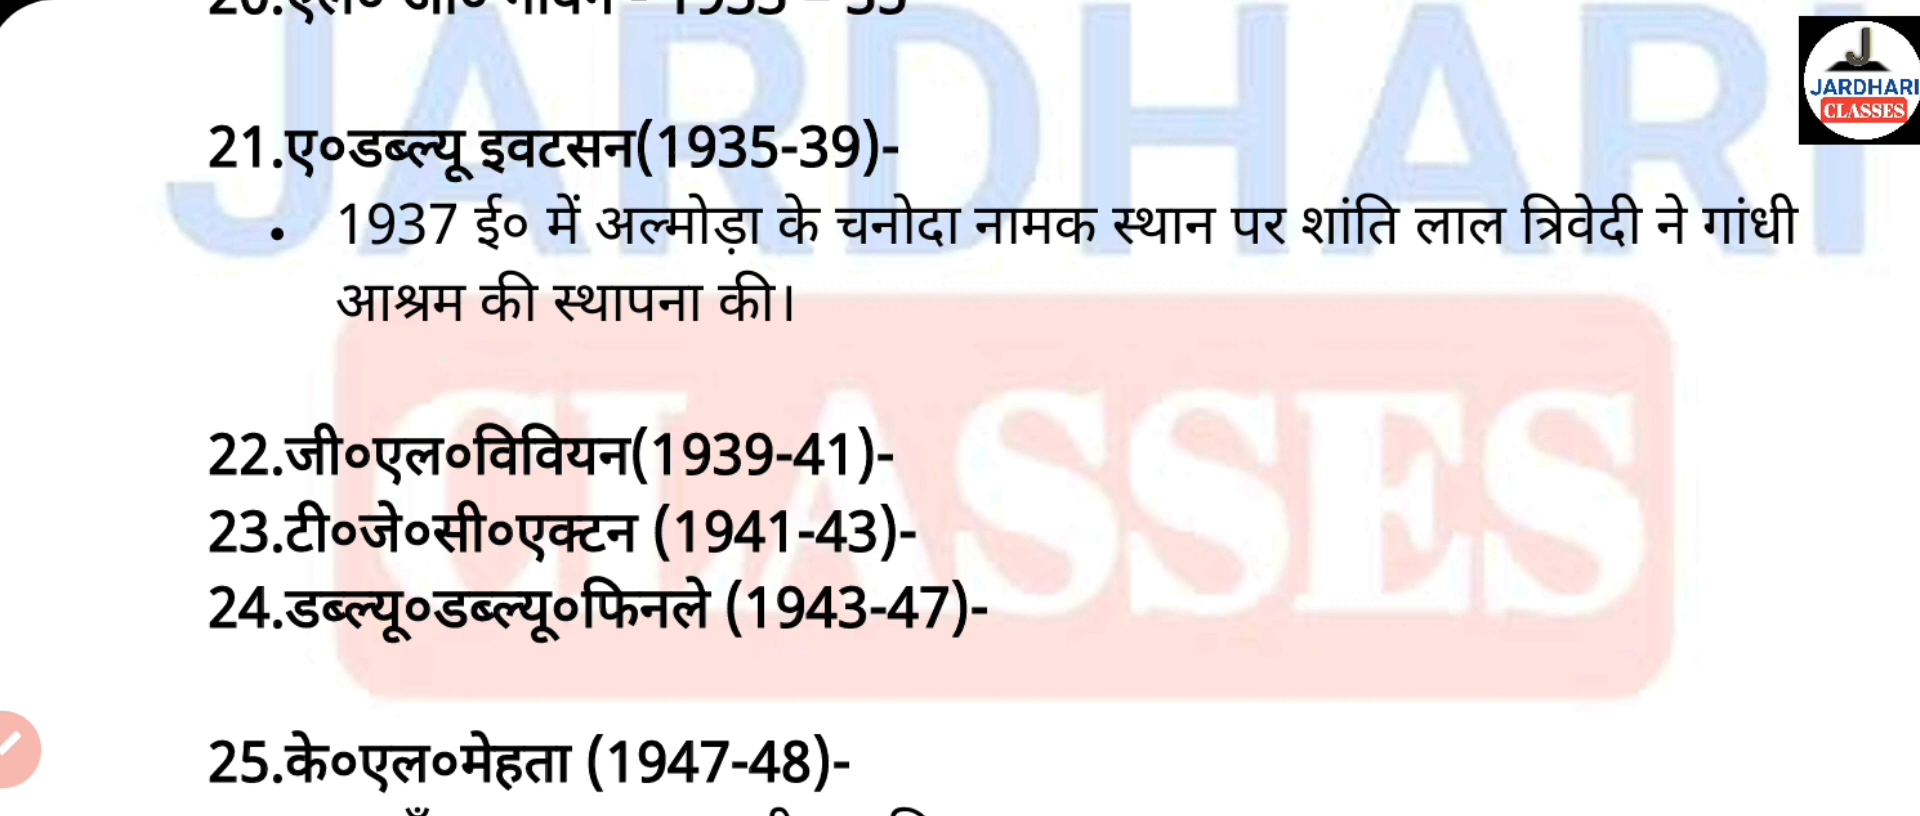 1933 – 35
JARDHARI
CLASSES
21.ए०डब्ल्यू इवटसन(1935-39)-
• 1937 ई० में अल्मोड़ा के चनोदा नामक स्थान पर शांति लाल त्रिवेदी ने गांधी
आश्रम की स्थापना की।
22.जी०एल०विवियन(1939-41)-
23.टी०जे०सी०एक्टन (1941-43)-
24.डब्ल्यू०डब्ल्यू०फिनले (1943-47)-
25.के०एल०मेहता (1947-48)-
JARDHARI
CLASSES